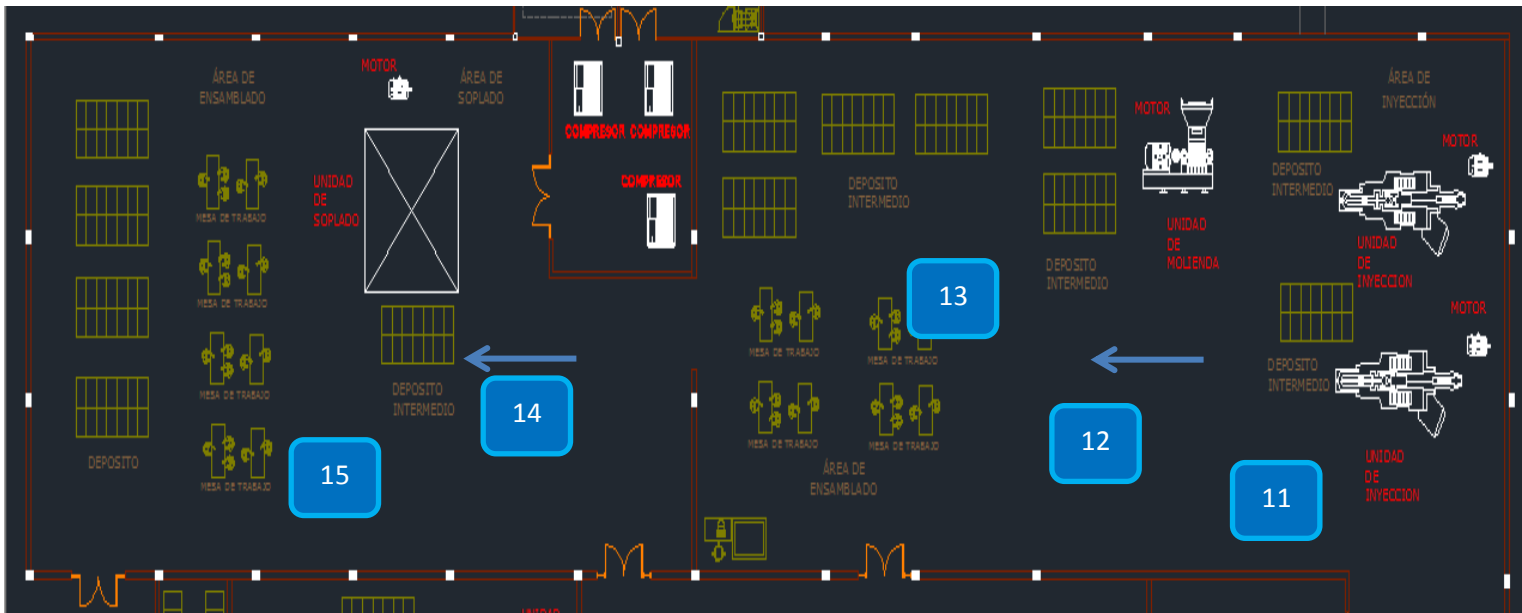 ÁREA DE
ENSAMBLADO
MOTOR
ÁREA DE
SOPLADO
COMPRESOR
COMPRESOR
COMPRESOR
UNIDAD
DE
SOPLADO
MESA DE TRABAJO
MESA DE TRABAJO
MESA DE TRABAJO
MESA DE TRABAJO
DEPOSITO
DEPOSITO
INTERMEDIO
14
15
DEPOSITO
INTERMEDIO
MOTOR
UNIDAD
DE
MOLIENDA
DEPOSITO
INTERMEDIO
13
MESA DE TRABAJO
MESA DE TRABAJO
MESA DE TRABAJO
MESA DE TRABAJO
ÁREA DE
ENSAMBLADO
12
ÁREA DE
INYECCIÓN
MOTOR
DEPOSITO
INTERMEDIO
UNIDAD
DE
INYECCION
MOTOR
DEPOSITO
INTERMEDIO
UNIDAD
DE
INYECCION
11